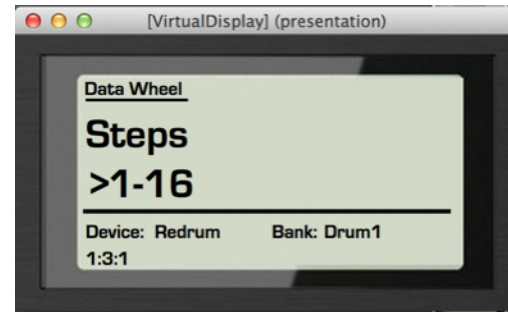 [VirtualDisplay] (presentation)
Data Wheel
Steps
>1-16
Device: Redrum Bank: Drum1
1:3:1